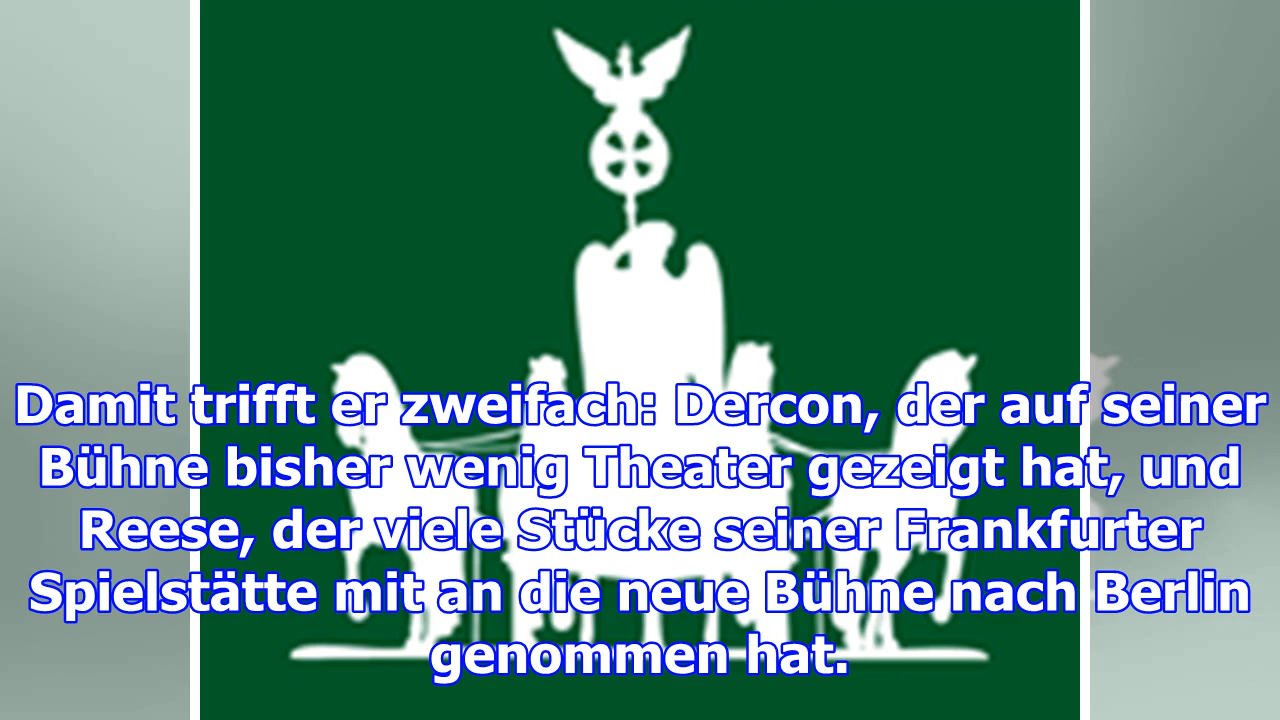 Damit trifft er zweifach: Dercon, der auf seiner
Bühne bisher wenig Theater gezeigt hat, und
Reese, der viele Stücke seiner Frankfurter
Spielstätte mit an die neue Bühne nach Berlin
genommen hat.